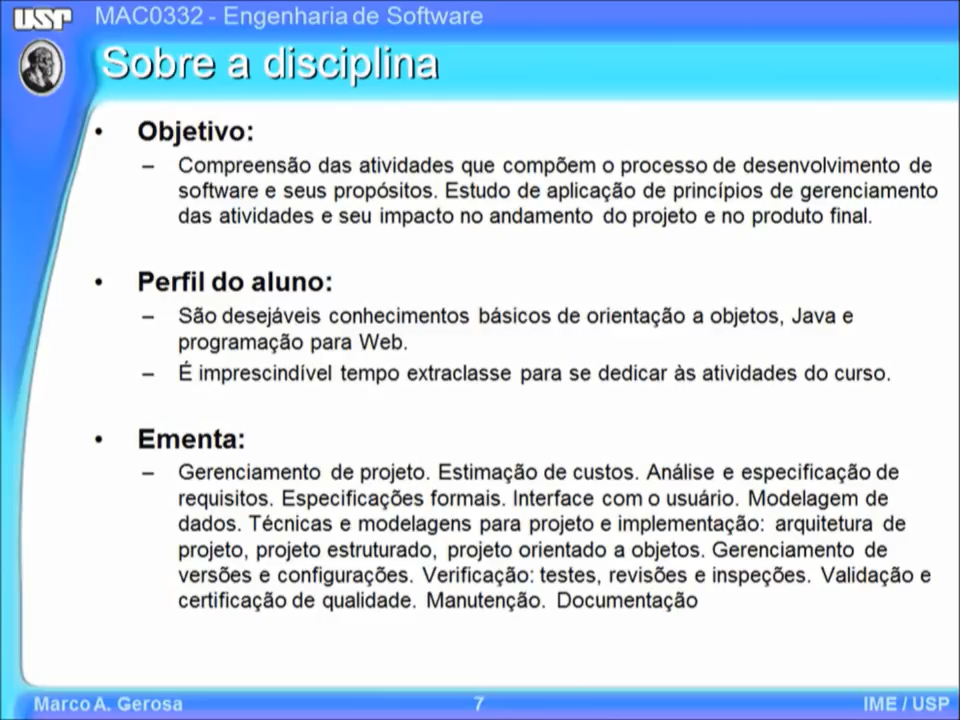 USP MAC0332 - Engenharia de Software
Sobre a disciplina
• Objetivo:
– Compreensão das atividades que compõem o processo de desenvolvimento de
software e seus propósitos. Estudo de aplicação de princípios de gerenciamento
das atividades e seu impacto no andamento do projeto e no produto final.
• Perfil do aluno:
– São desejáveis conhecimentos básicos de orientação a objetos, Java e
programação para Web.
– É imprescindível tempo extraclasse para se dedicar às atividades do curso.
• Ementa:
– Gerenciamento de projeto. Estimação de custos. Análise e especificação de
requisitos. Especificações formais. Interface com o usuário. Modelagem de
dados. Técnicas e modelagens para projeto e implementação: arquitetura de
projeto, projeto estruturado, projeto orientado a objetos. Gerenciamento de
versões e configurações. Verificação: testes, revisões e inspeções. Validação e
certificação de qualidade. Manutenção. Documentação
Marco A. Gerosa 7 IME / USP